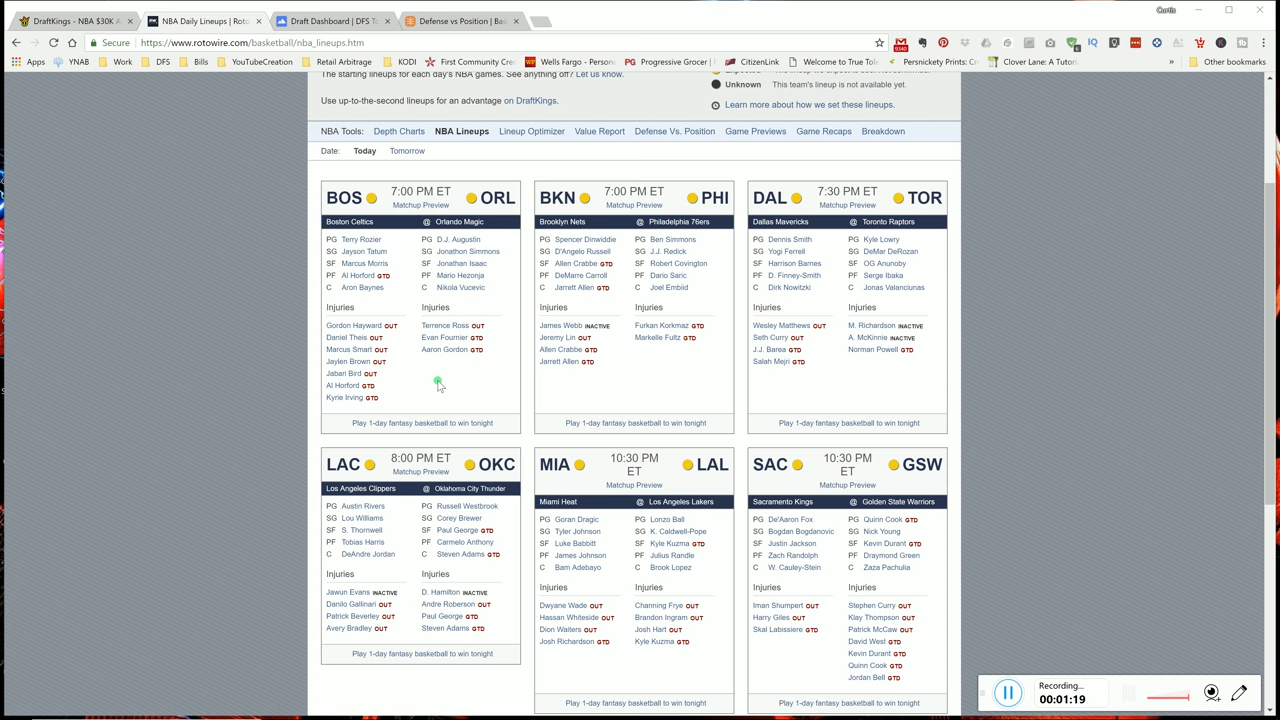 Curtis
DraftKings - NBA $30K A
NBA Daily Lineups | Roto
Draft Dashboard | DFS To
Defense vs Position | Bas
Secure
https://www.rotowire.com/basketball/nba_lineups.htm
Apps
YNAB
Work
DFS
Bills
YouTubeCreation
Retail Arbitrage
KODI
First Community Cre
Wells Fargo - Person
PG Progressive Grocer |
CitizenLink
Welcome to True Tole
Persnickety Prints: Cr
Clover Lane: A Tutori
»
Other bookmarks
The starting lineups for each day's NBA games. See anything off? Let us know.
Use up-to-the-second lineups for an advantage on DraftKings.
Unknown This team's lineup is not available yet.
Learn more about how we set these lineups.
NBA Tools: Depth Charts NBA Lineups Lineup Optimizer Value Report Defense Vs. Position Game Previews Game Recaps Breakdown
Date: Today Tomorrow
BOS 7:00 PM ET ORL
Matchup Preview
Boston Celtics @ Orlando Magic
PG Terry Rozier PG D.J. Augustin
SG Jayson Tatum SG Jonathon Simmons
SF Marcus Morris SF Jonathan Isaac
PF Al Horford GTD PF Mario Hezonja
C Aron Baynes C Nikola Vucevic
Injuries Injuries
Gordon Hayward OUT Terrence Ross OUT
Daniel Theis OUT Evan Fournier GTD
Marcus Smart OUT Aaron Gordon GTD
Jaylen Brown OUT
Jabari Bird OUT
Al Horford GTD
Kyrie Irving GTD
Play 1-day fantasy basketball to win tonight
BKN 7:00 PM ET PHI
Matchup Preview
Brooklyn Nets @ Philadelphia 76ers
PG Spencer Dinwiddie PG Ben Simmons
SG D'Angelo Russell SG J.J. Redick
SF Allen Crabbe GTD SF Robert Covington
PF DeMarre Carroll PF Dario Saric
C Jarrett Allen GTD C Joel Embiid
Injuries
James Webb INACTIVE Furkan Korkmaz GTD
Jeremy Lin OUT Markelle Fultz GTD
Allen Crabbe GTD
Jarrett Allen GTD
Play 1-day fantasy basketball to win tonight
DAL 7:30 PM ET TOR
Matchup Preview
Dallas Mavericks @ Toronto Raptors
PG Dennis Smith PG Kyle Lowry
SG Yogi Ferrell SG DeMar DeRozan
SF Harrison Barnes SF OG Anunoby
PF D. Finney-Smith PF Serge Ibaka
C Dirk Nowitzki C Jonas Valanciunas
Injuries Injuries
Wesley Matthews OUT M. Richardson INACTIVE
Seth Curry OUT A. McKinnie INACTIVE
J.J. Barea GTD Norman Powell GTD
Salah Mejri GTD
Play 1-day fantasy basketball to win tonight
LAC 8:00 PM ET OKC
Matchup Preview
Los Angeles Clippers @ Oklahoma City Thunder
PG Austin Rivers PG Russell Westbrook
SG Lou Williams SG Corey Brewer
SF S. Thornwell SF Paul George GTD
PF Tobias Harris PF Carmelo Anthony
C DeAndre Jordan C Steven Adams GTD
Injuries Injuries
Jawun Evans INACTIVE D. Hamilton INACTIVE
Danilo Gallinari OUT Andre Roberson OUT
Patrick Beverley OUT Paul George GTD
Avery Bradley OUT Steven Adams GTD
Play 1-day fantasy basketball to win tonight
MIA 10:30 PM ET LAL
Matchup Preview
Miami Heat @ Los Angeles Lakers
PG Goran Dragic PG Lonzo Ball
SG Tyler Johnson SG K. Caldwell-Pope
SF Luke Babbitt SF Kyle Kuzma GTD
PF James Johnson PF Julius Randle
C Bam Adebayo C Brook Lopez
Injuries Injuries
Dwyane Wade OUT Channing Frye OUT
Hassan Whiteside OUT Brandon Ingram OUT
Dion Waiters OUT Josh Hart OUT
Josh Richardson GTD Kyle Kuzma GTD
Play 1-day fantasy basketball to win tonight
SAC 10:30 PM ET GSW
Matchup Preview
Sacramento Kings @ Golden State Warriors
PG De'Aaron Fox PG Quinn Cook GTD
SG Bogdan Bogdanovic SG Nick Young
SF Justin Jackson SF Kevin Durant GTD
PF Zach Randolph PF Draymond Green
C W. Cauley-Stein C Zaza Pachulia
Injuries Injuries
Iman Shumpert OUT Stephen Curry OUT
Harry Giles OUT Klay Thompson OUT
Skal Labissiere GTD Patrick McCaw OUT
David West GTD
Kevin Durant GTD
Quinn Cook GTD
Jordan Bell GTD
Play 1-day fantasy basketball to win tonight
Recording...
00:01:19